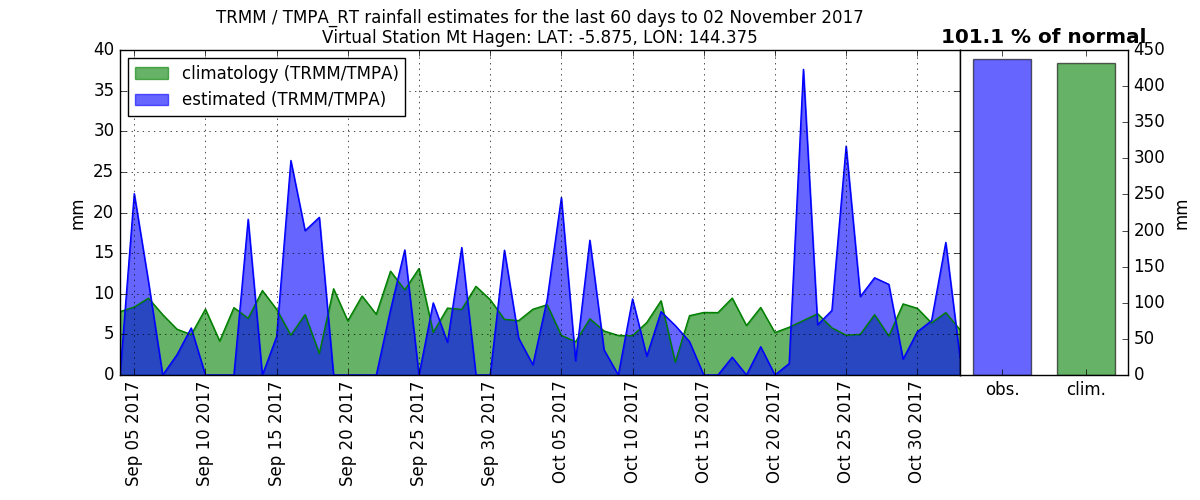 TRMM / TMPA_RT rainfall estimates for the last 60 days to 02 November 2017
Virtual Station Mt Hagen: LAT: -5.875, LON: 144.375
101.1 % of normal
climatology (TRMM/TMPA)
estimated (TRMM/TMPA)
40
35
30
25
20
15
10
5
0
mm
450
400
350
300
250
200
150
100
50
0
mm
Sep 05 2017
Sep 10 2017
Sep 15 2017
Sep 20 2017
Sep 25 2017
Sep 30 2017
Oct 05 2017
Oct 10 2017
Oct 15 2017
Oct 20 2017
Oct 25 2017
Oct 30 2017
obs.
clim.